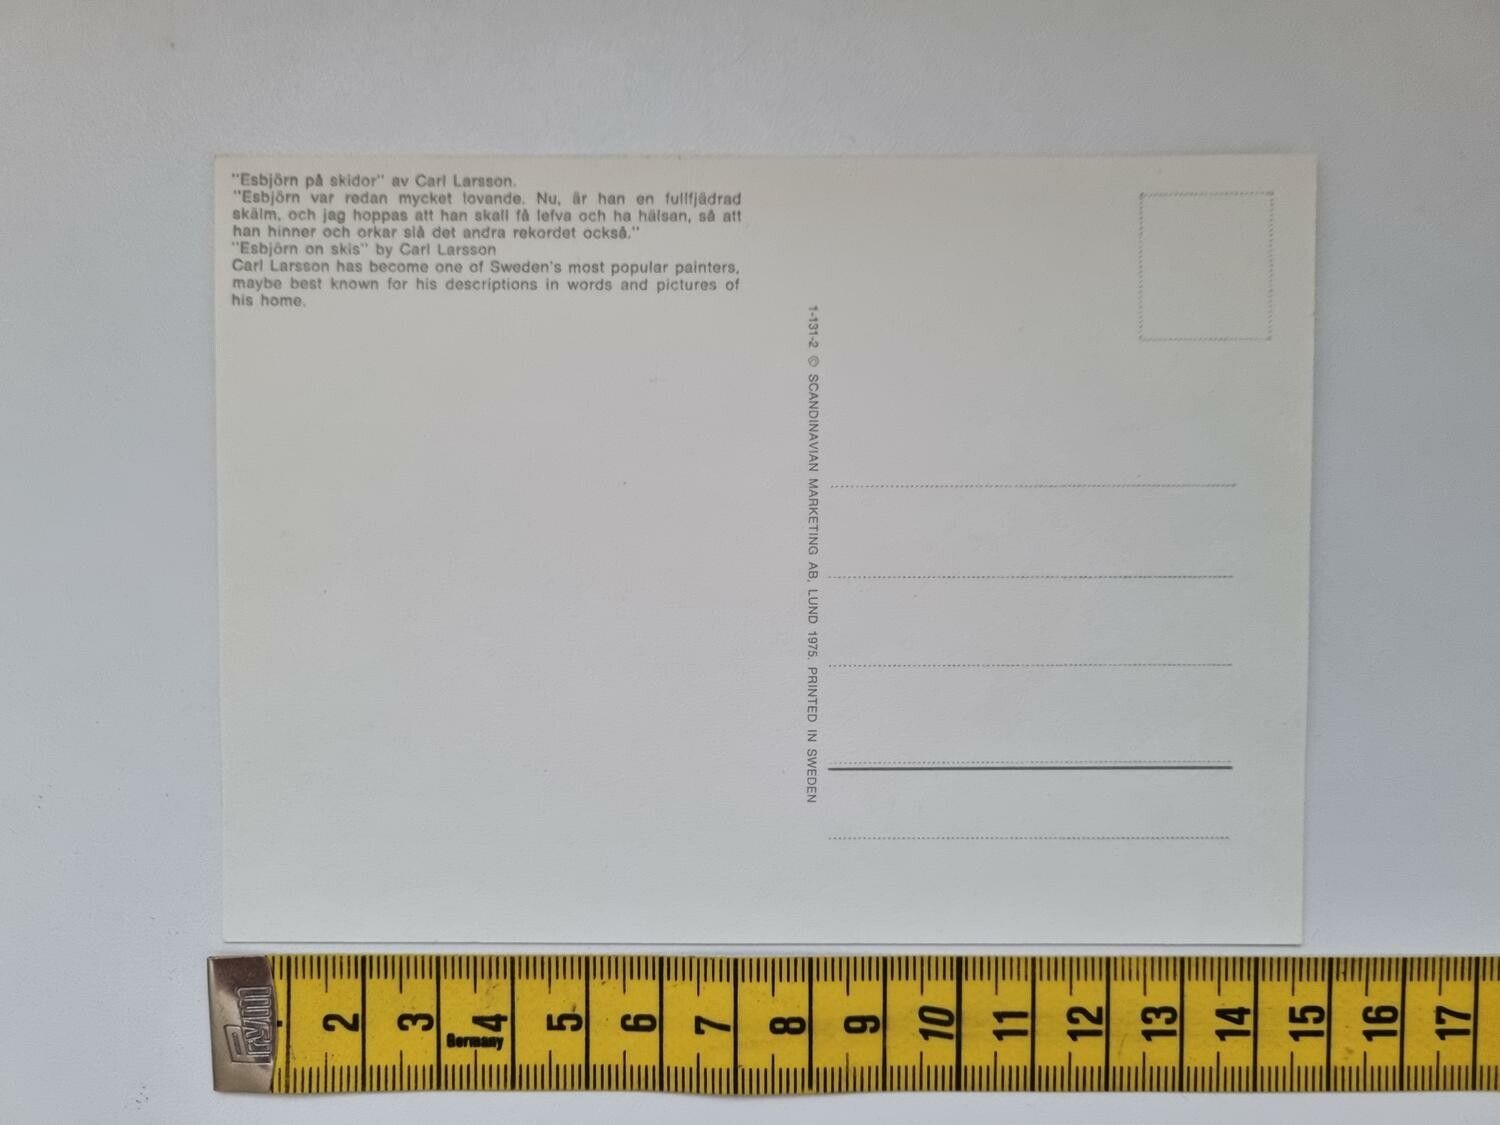 "Esbjörn på skidor" av Carl Larsson.
"Esbjörn var redan mycket lovande. Nu, är han en fullfjädrad
skälm, och jag hoppas att han skall få lefva och ha hälsan, så att
han hinner och orkar slå det andra rekordet också."
"Esbjörn on skis" by Carl Larsson
Carl Larsson has become one of Sweden's most popular painters,
maybe best known for his descriptions in words and pictures of
his home.
1-131-2 © SCANDINAVIAN MARKETING AB, LUND 1975. PRINTED IN SWEDEN
Prym 2 3 4 5 6 7 8 9 10 11 12 13 14 15 16 17
Germany